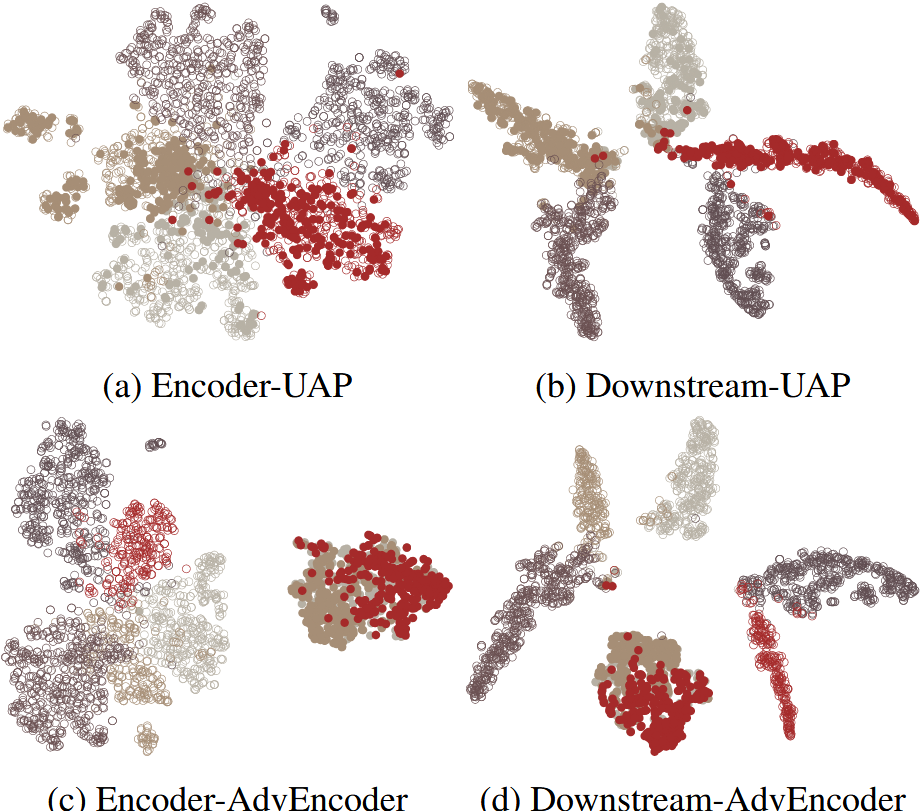 (a) Encoder-UAP
(b) Downstream-UAP
(c) Encoder-AdvEncoder
(d) Downstream-AdvEncoder